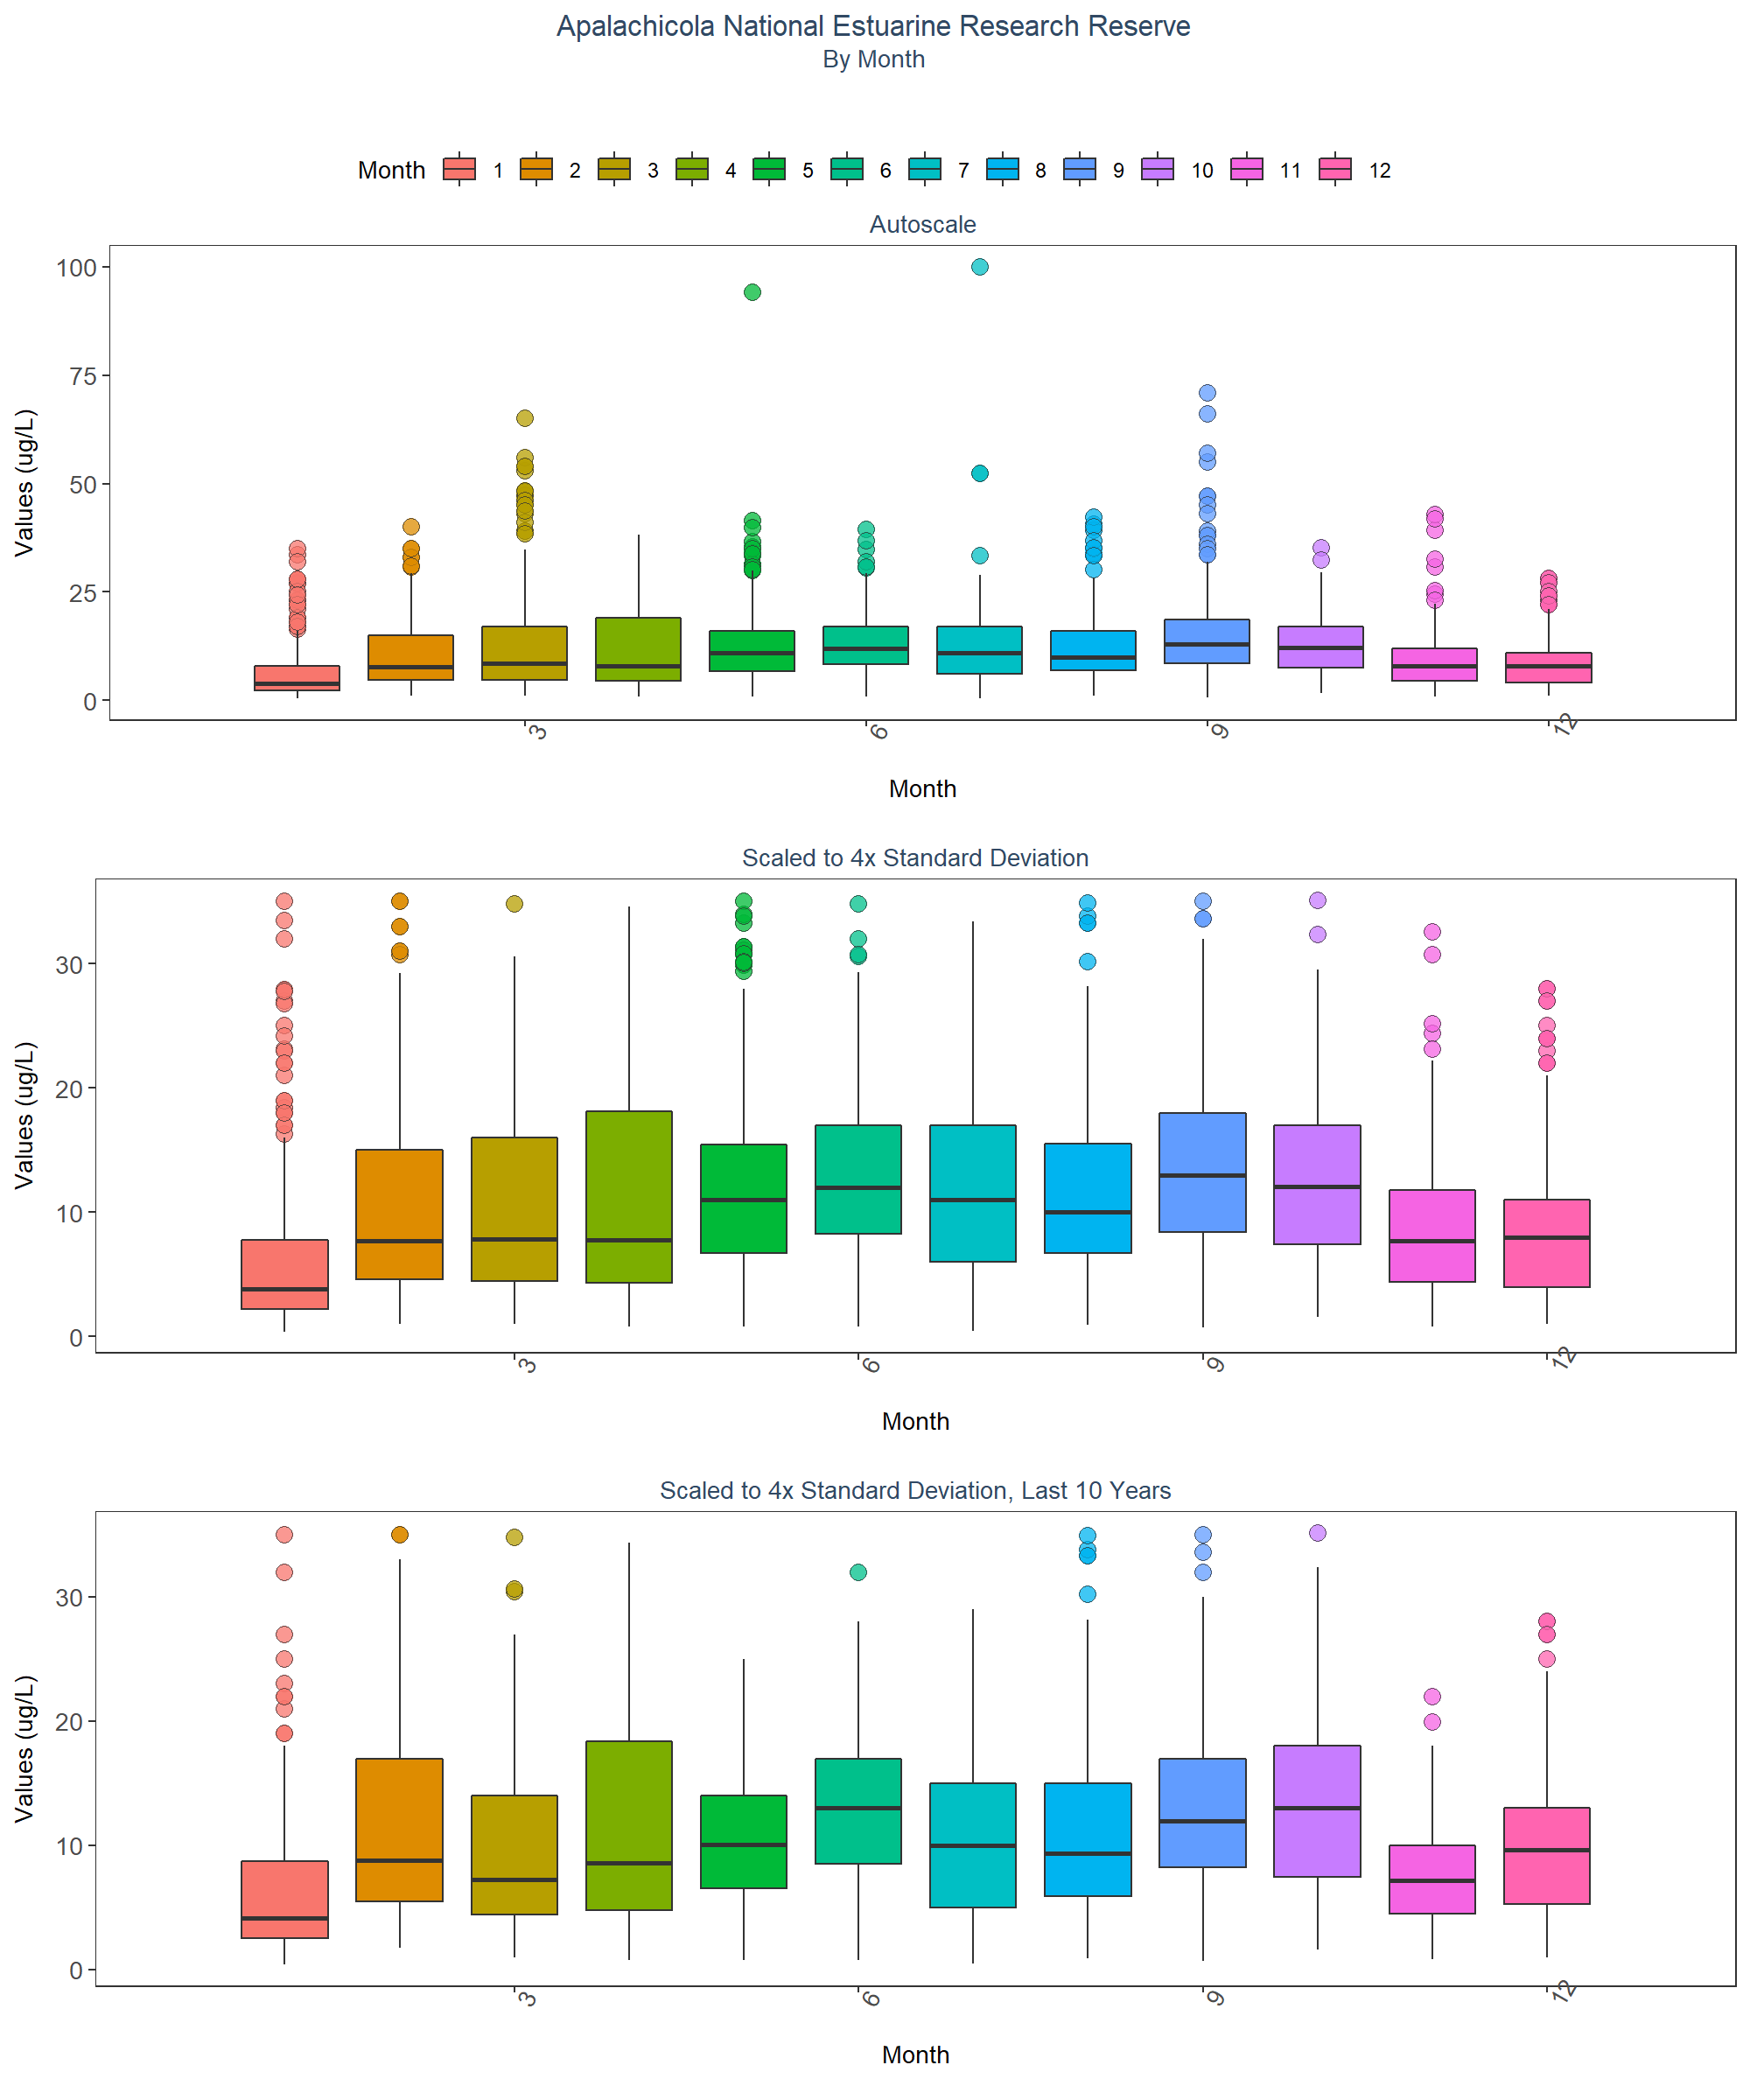 Apalachicola National Estuarine Research Reserve
By Month
Month 1 2 3 4 5 6 7 8 9 10 11 12
Autoscale
Values (ug/L)
100
75
50
25
0
3 6 9 12
Month
Scaled to 4x Standard Deviation
Values (ug/L)
30
20
10
0
3 6 9 12
Month
Scaled to 4x Standard Deviation, Last 10 Years
Values (ug/L)
30
20
10
0
3 6 9 12
Month